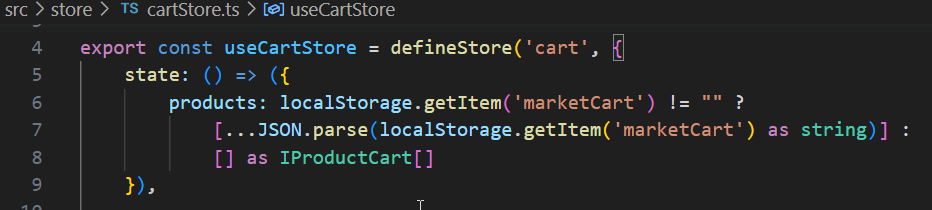 src > store > TS cartStore.ts > useCartStore
4 export const useCartStore = defineStore('cart', {
5 state: () => ({
6 products: localStorage.getItem('marketCart') != "" ?
7 [...JSON.parse(localStorage.getItem('marketCart') as string)] :
8 [] as IProductCart[]
9 }),
10